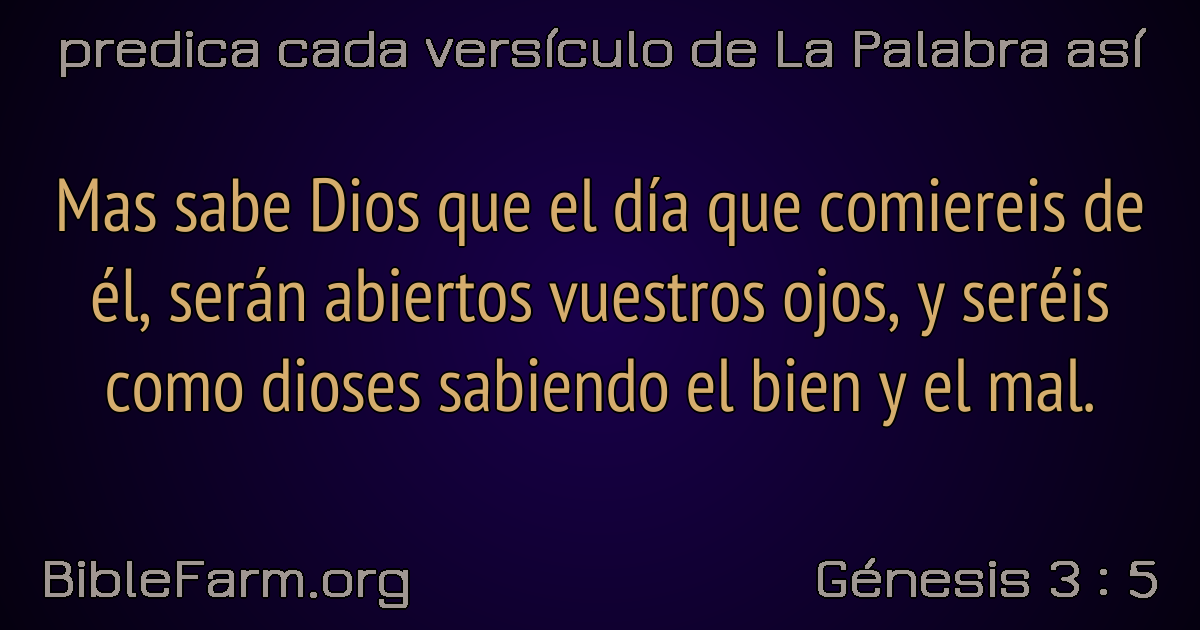 predica cada versículo de La Palabra así
Mas sabe Dios que el día que comiereis de
él, serán abiertos vuestros ojos, y seréis
como dioses sabiendo el bien y el mal.
BibleFarm.org
Génesis 3 : 5